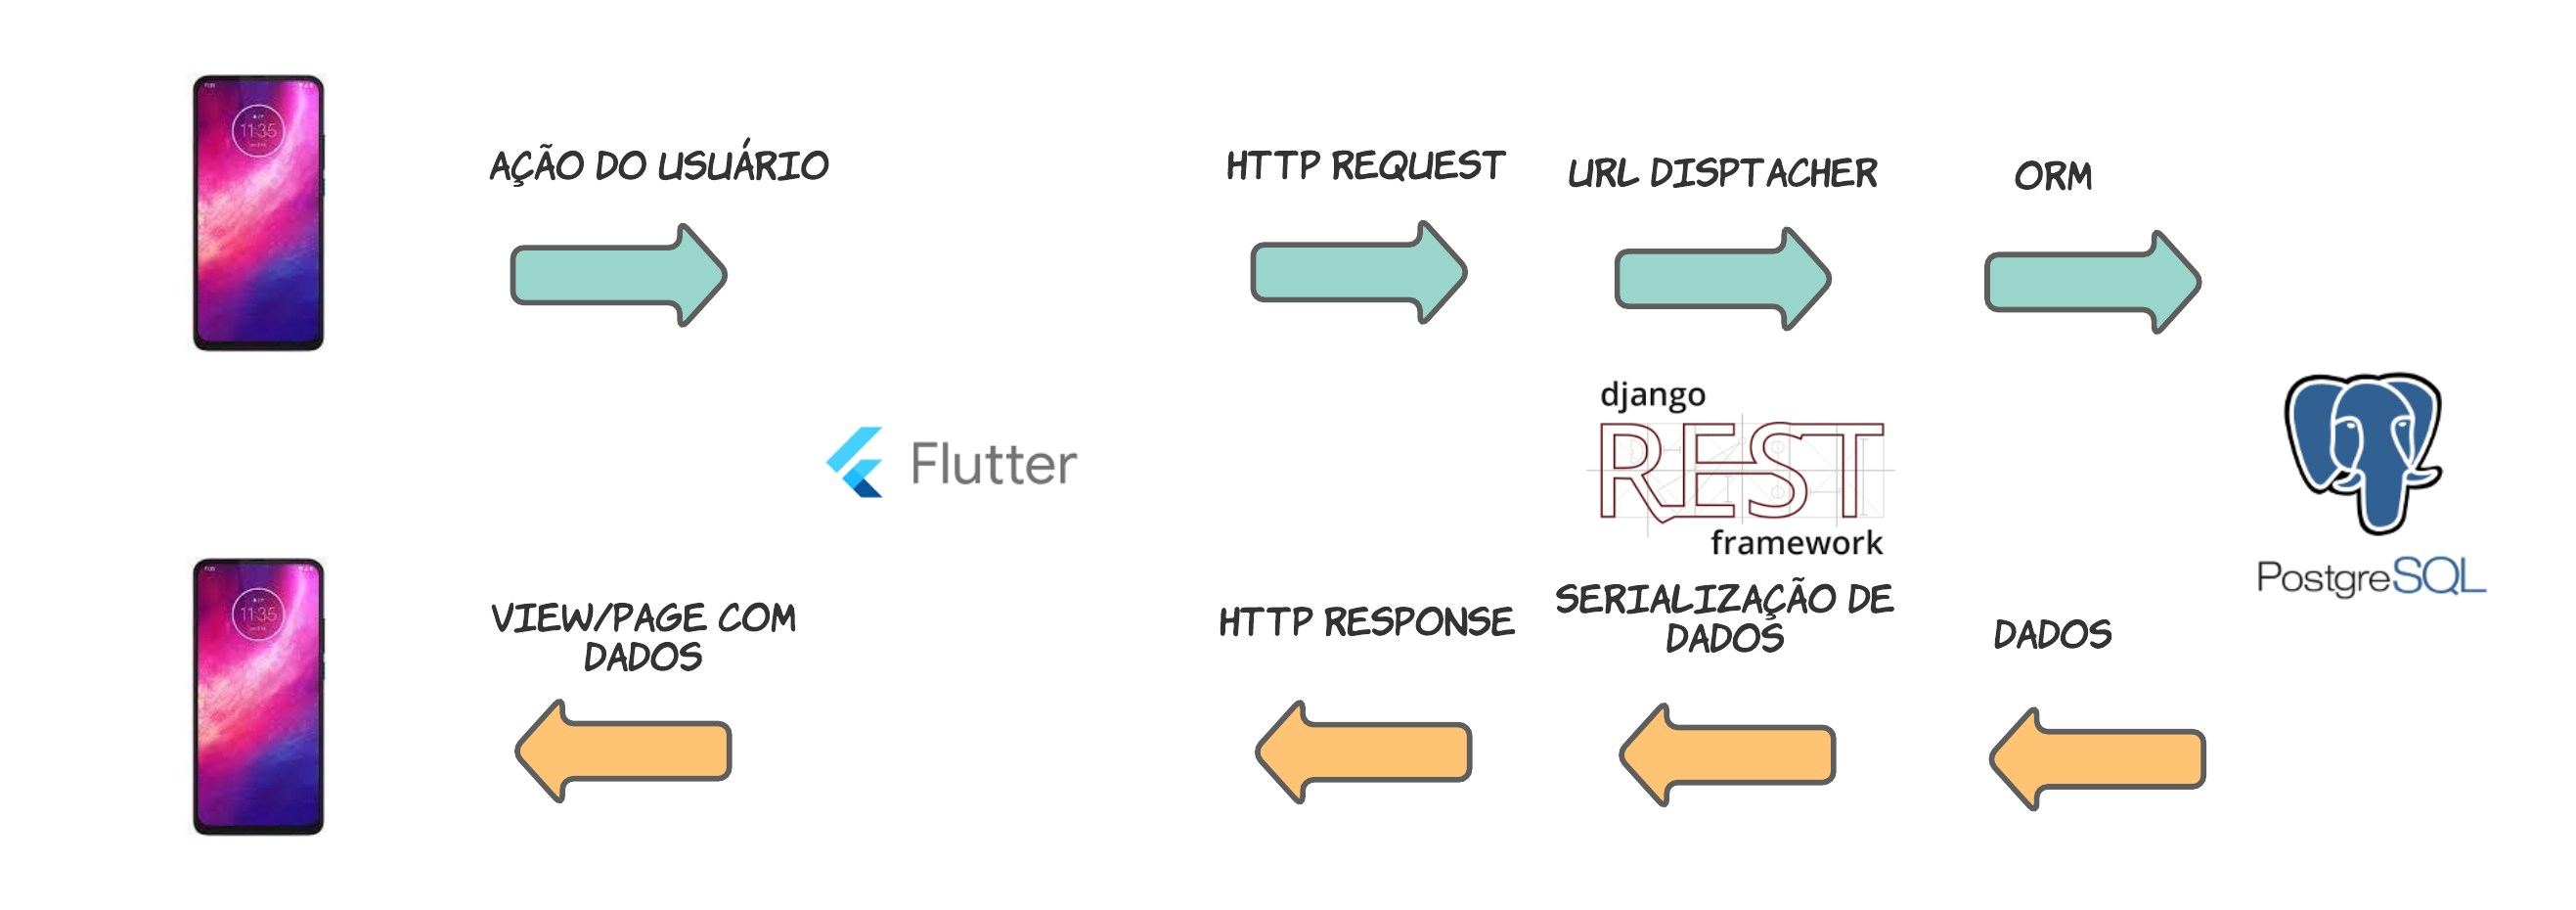 11:35
AÇÃO DO USUÁRIO
HTTP REQUEST
URL DISPTACHER
ORM
Flutter
django
REST
framework
PostgreSQL
11:35
VIEW/PAGE COM
DADOS
HTTP RESPONSE
SERIALIZAÇÃO DE
DADOS
DADOS